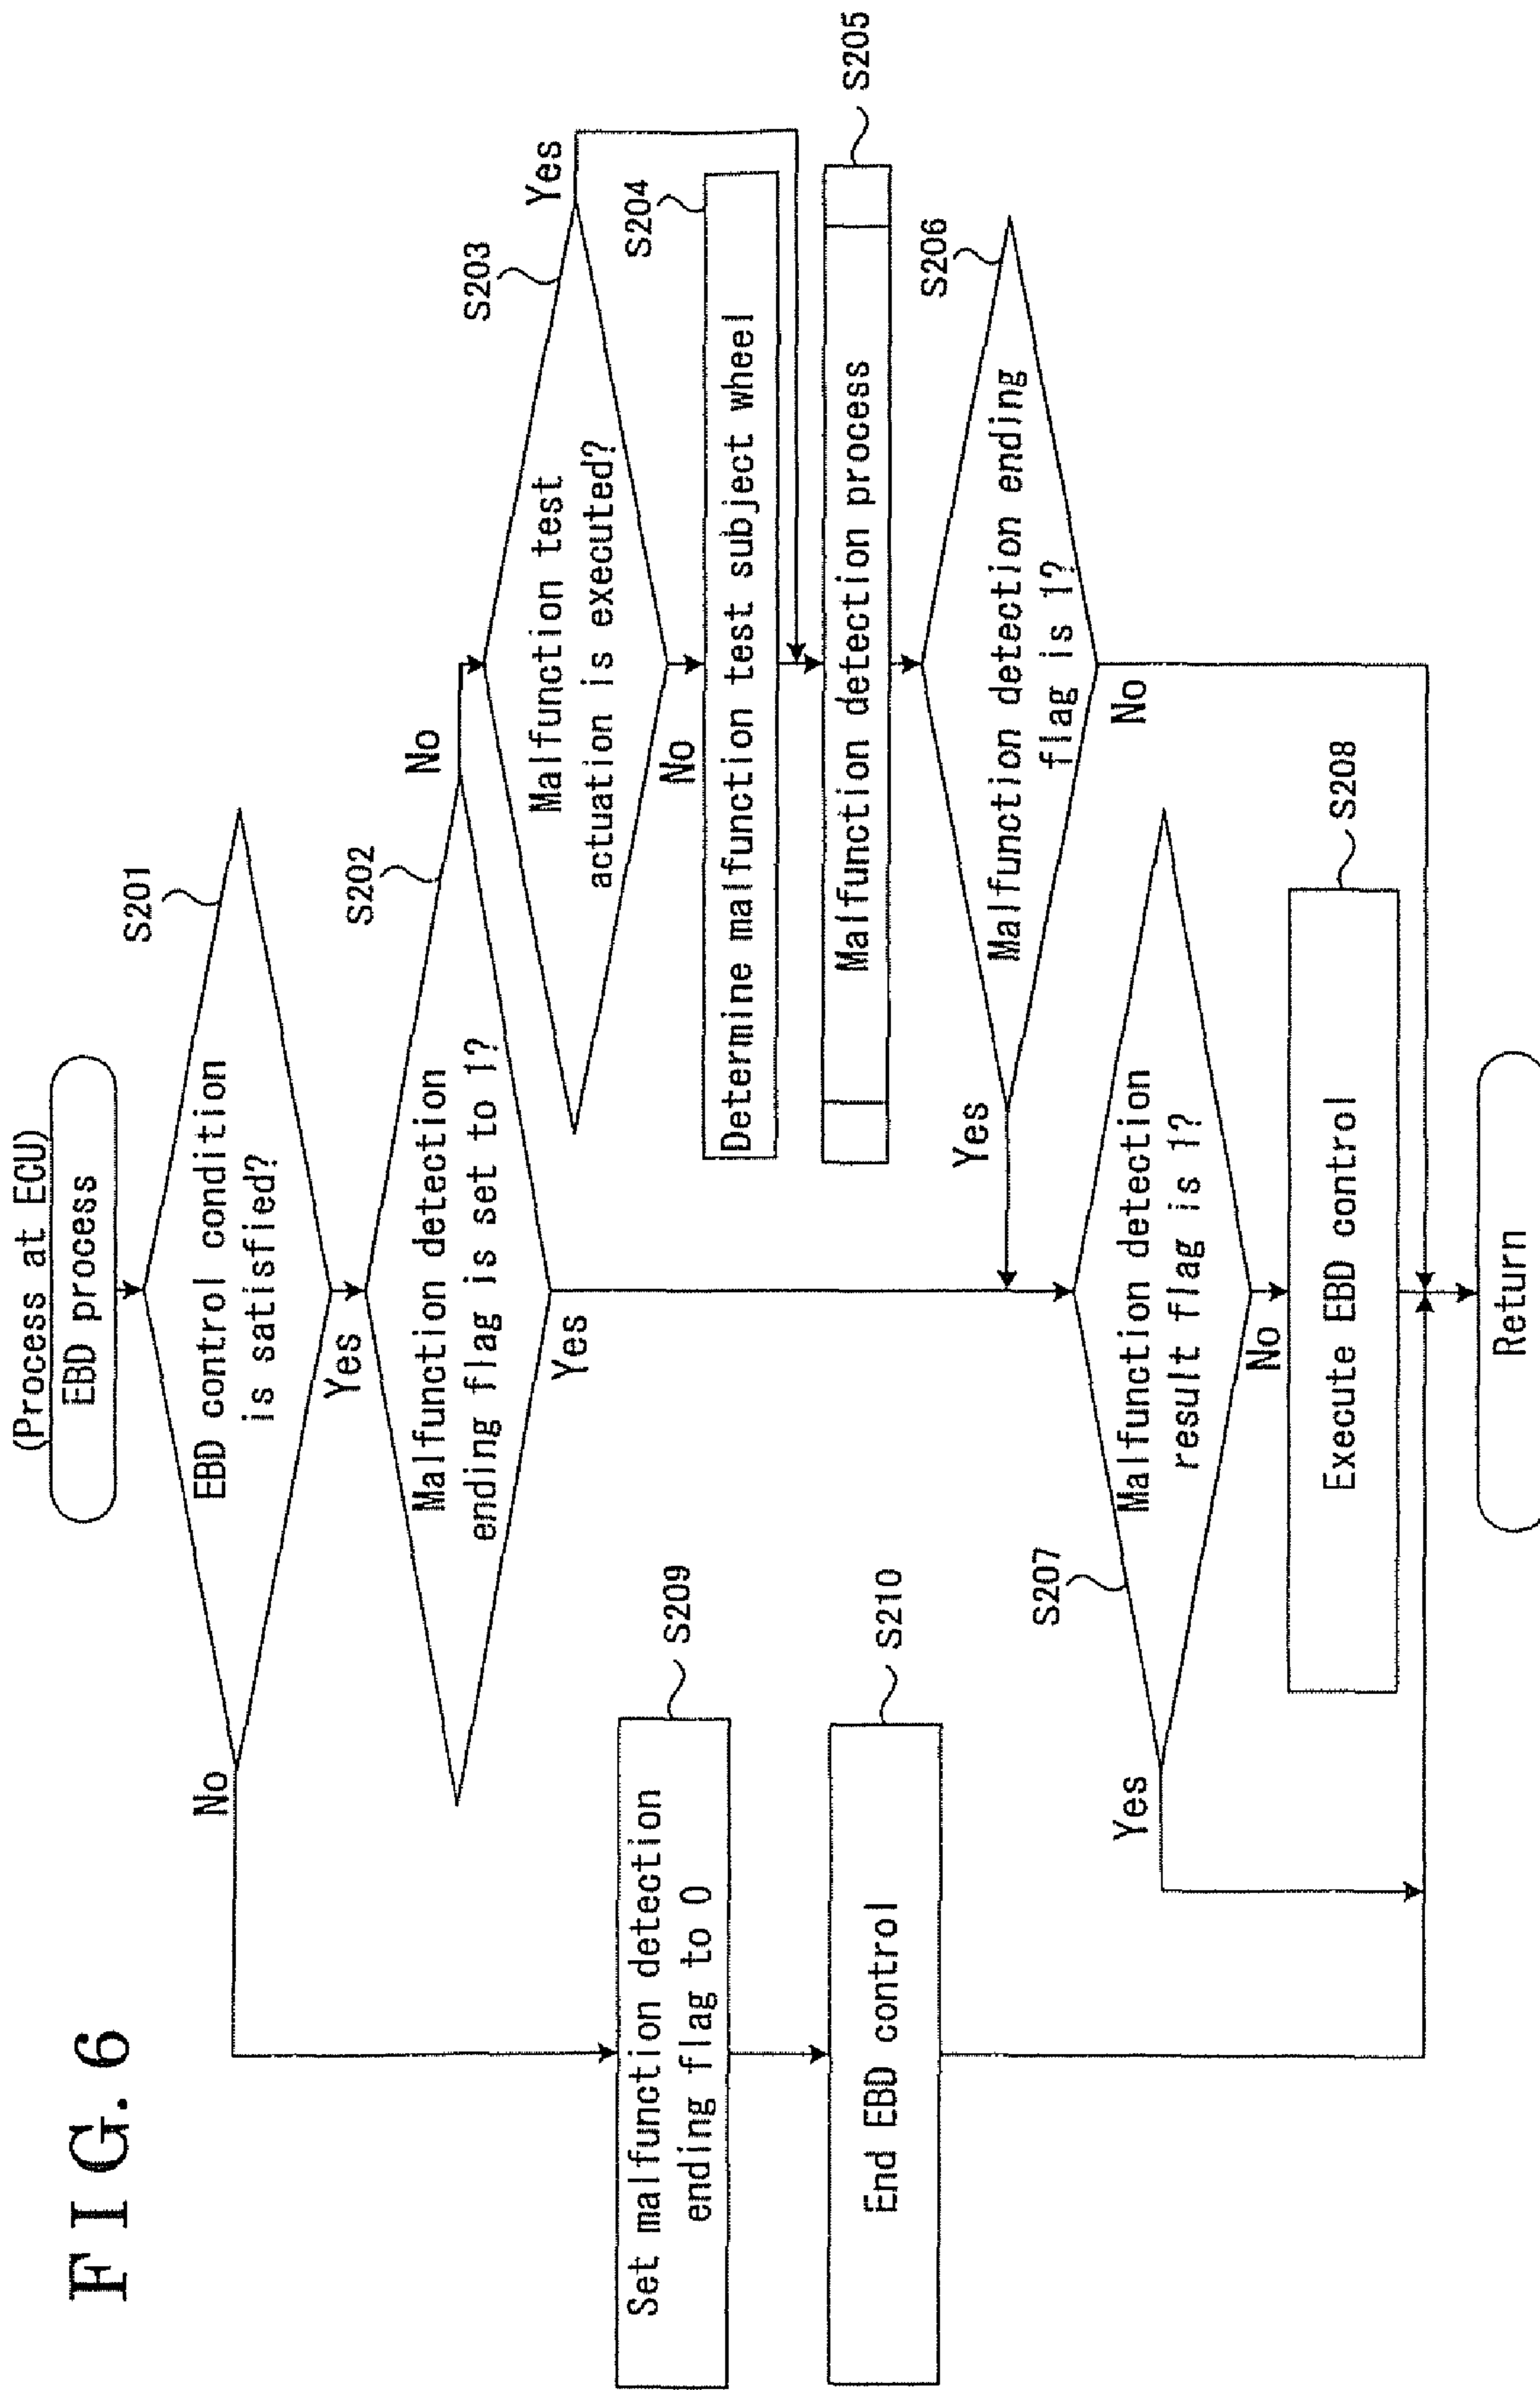 FIG. 6
(Process at ECU)
EBD process
S201
EBD control condition
is satisfied?
No
Yes
S202
Malfunction detection
ending flag is set to 1?
No
Yes
S203
Malfunction test
actuation is executed?
Yes
No
S204
Determine malfunction test subject wheel
S205
Malfunction detection process
S206
Malfunction detection ending
flag is 1?
Yes
No
S209
Set malfunction detection
ending flag to 0
S210
End EBD control
S207
Malfunction detection
result flag is 1?
Yes
No
S208
Execute EBD control
Return